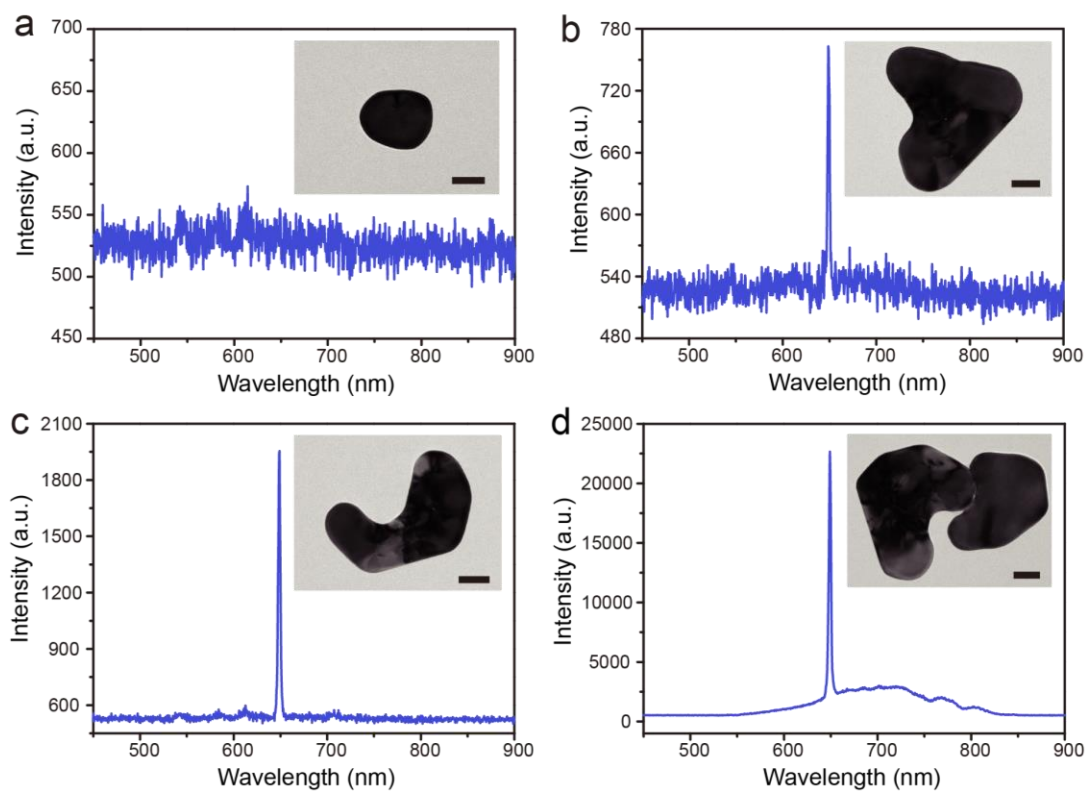 a
700
650
600
550
500
450
Intensity (a.u.)
500 600 700 800 900
Wavelength (nm)
b
780
720
660
600
540
480
Intensity (a.u.)
500 600 700 800 900
Wavelength (nm)
c
2100
1800
1500
1200
900
600
Intensity (a.u.)
500 600 700 800 900
Wavelength (nm)
d
25000
20000
15000
10000
5000
0
Intensity (a.u.)
500 600 700 800 900
Wavelength (nm)